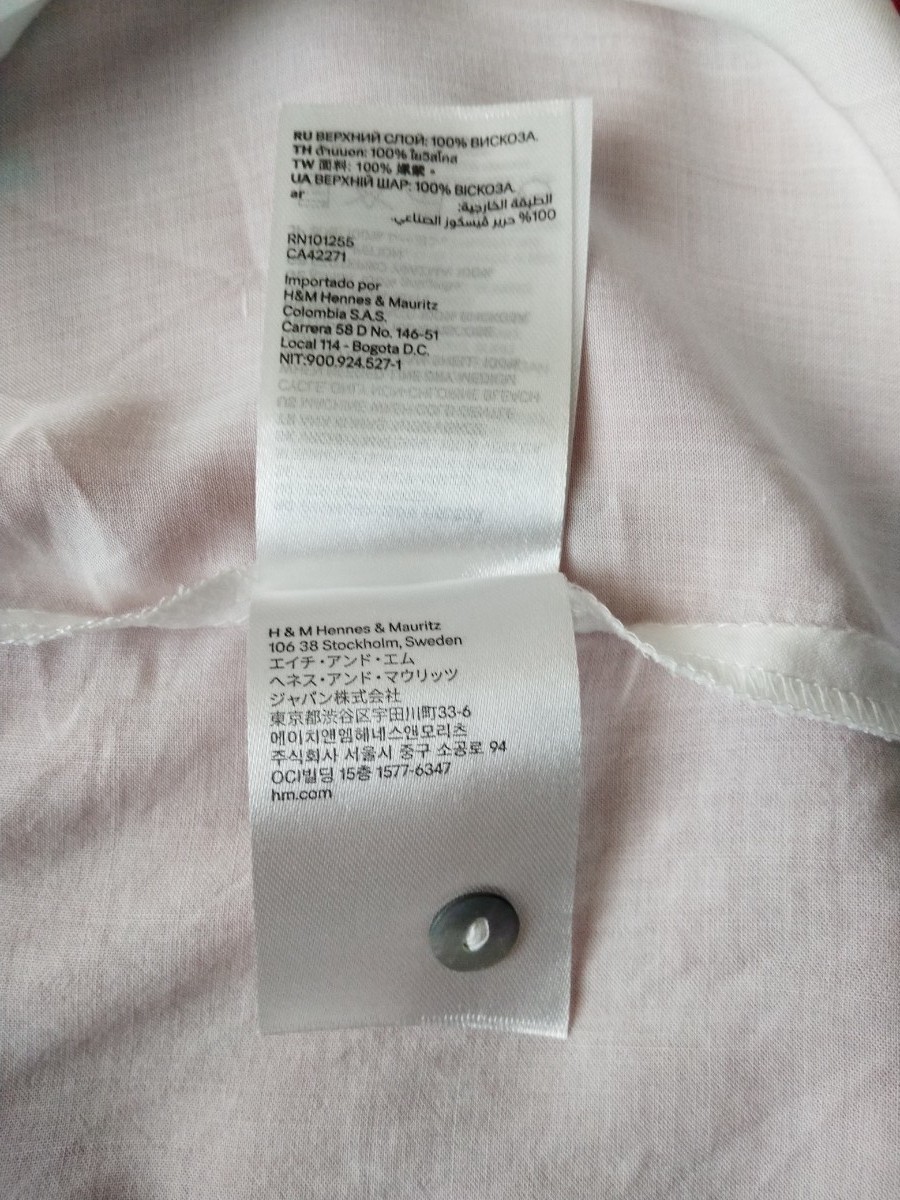 RU ВЕРХНИЙ СЛОЙ: 100% ВИСКОЗА.
TH ด้านนอก: 100% ใยวิสโคส
TW 面料: 100% 嫘縈。
UA ВЕРХНІЙ ШАР: 100% ВІСКОЗА.
ar
الطبقة الخارجية:
100% حرير ڤيسكوز الصناعي.
RN101255
CA42271
Importado por
H&M Hennes & Mauritz
Colombia S.A.S.
Carrera 58 D No. 146-51
Local 114 - Bogota D.C.
NIT:900.924.527-1
H & M Hennes & Mauritz
106 38 Stockholm, Sweden
エイチ・アンド・エム
ヘネス・アンド・マウリッツ
ジャパン株式会社
東京都渋谷区宇田川町33-6
에이치앤엠헤네스앤모리츠
주식회사 서울시 중구 소공로 94
OCI빌딩 15층 1577-6347
hm.com